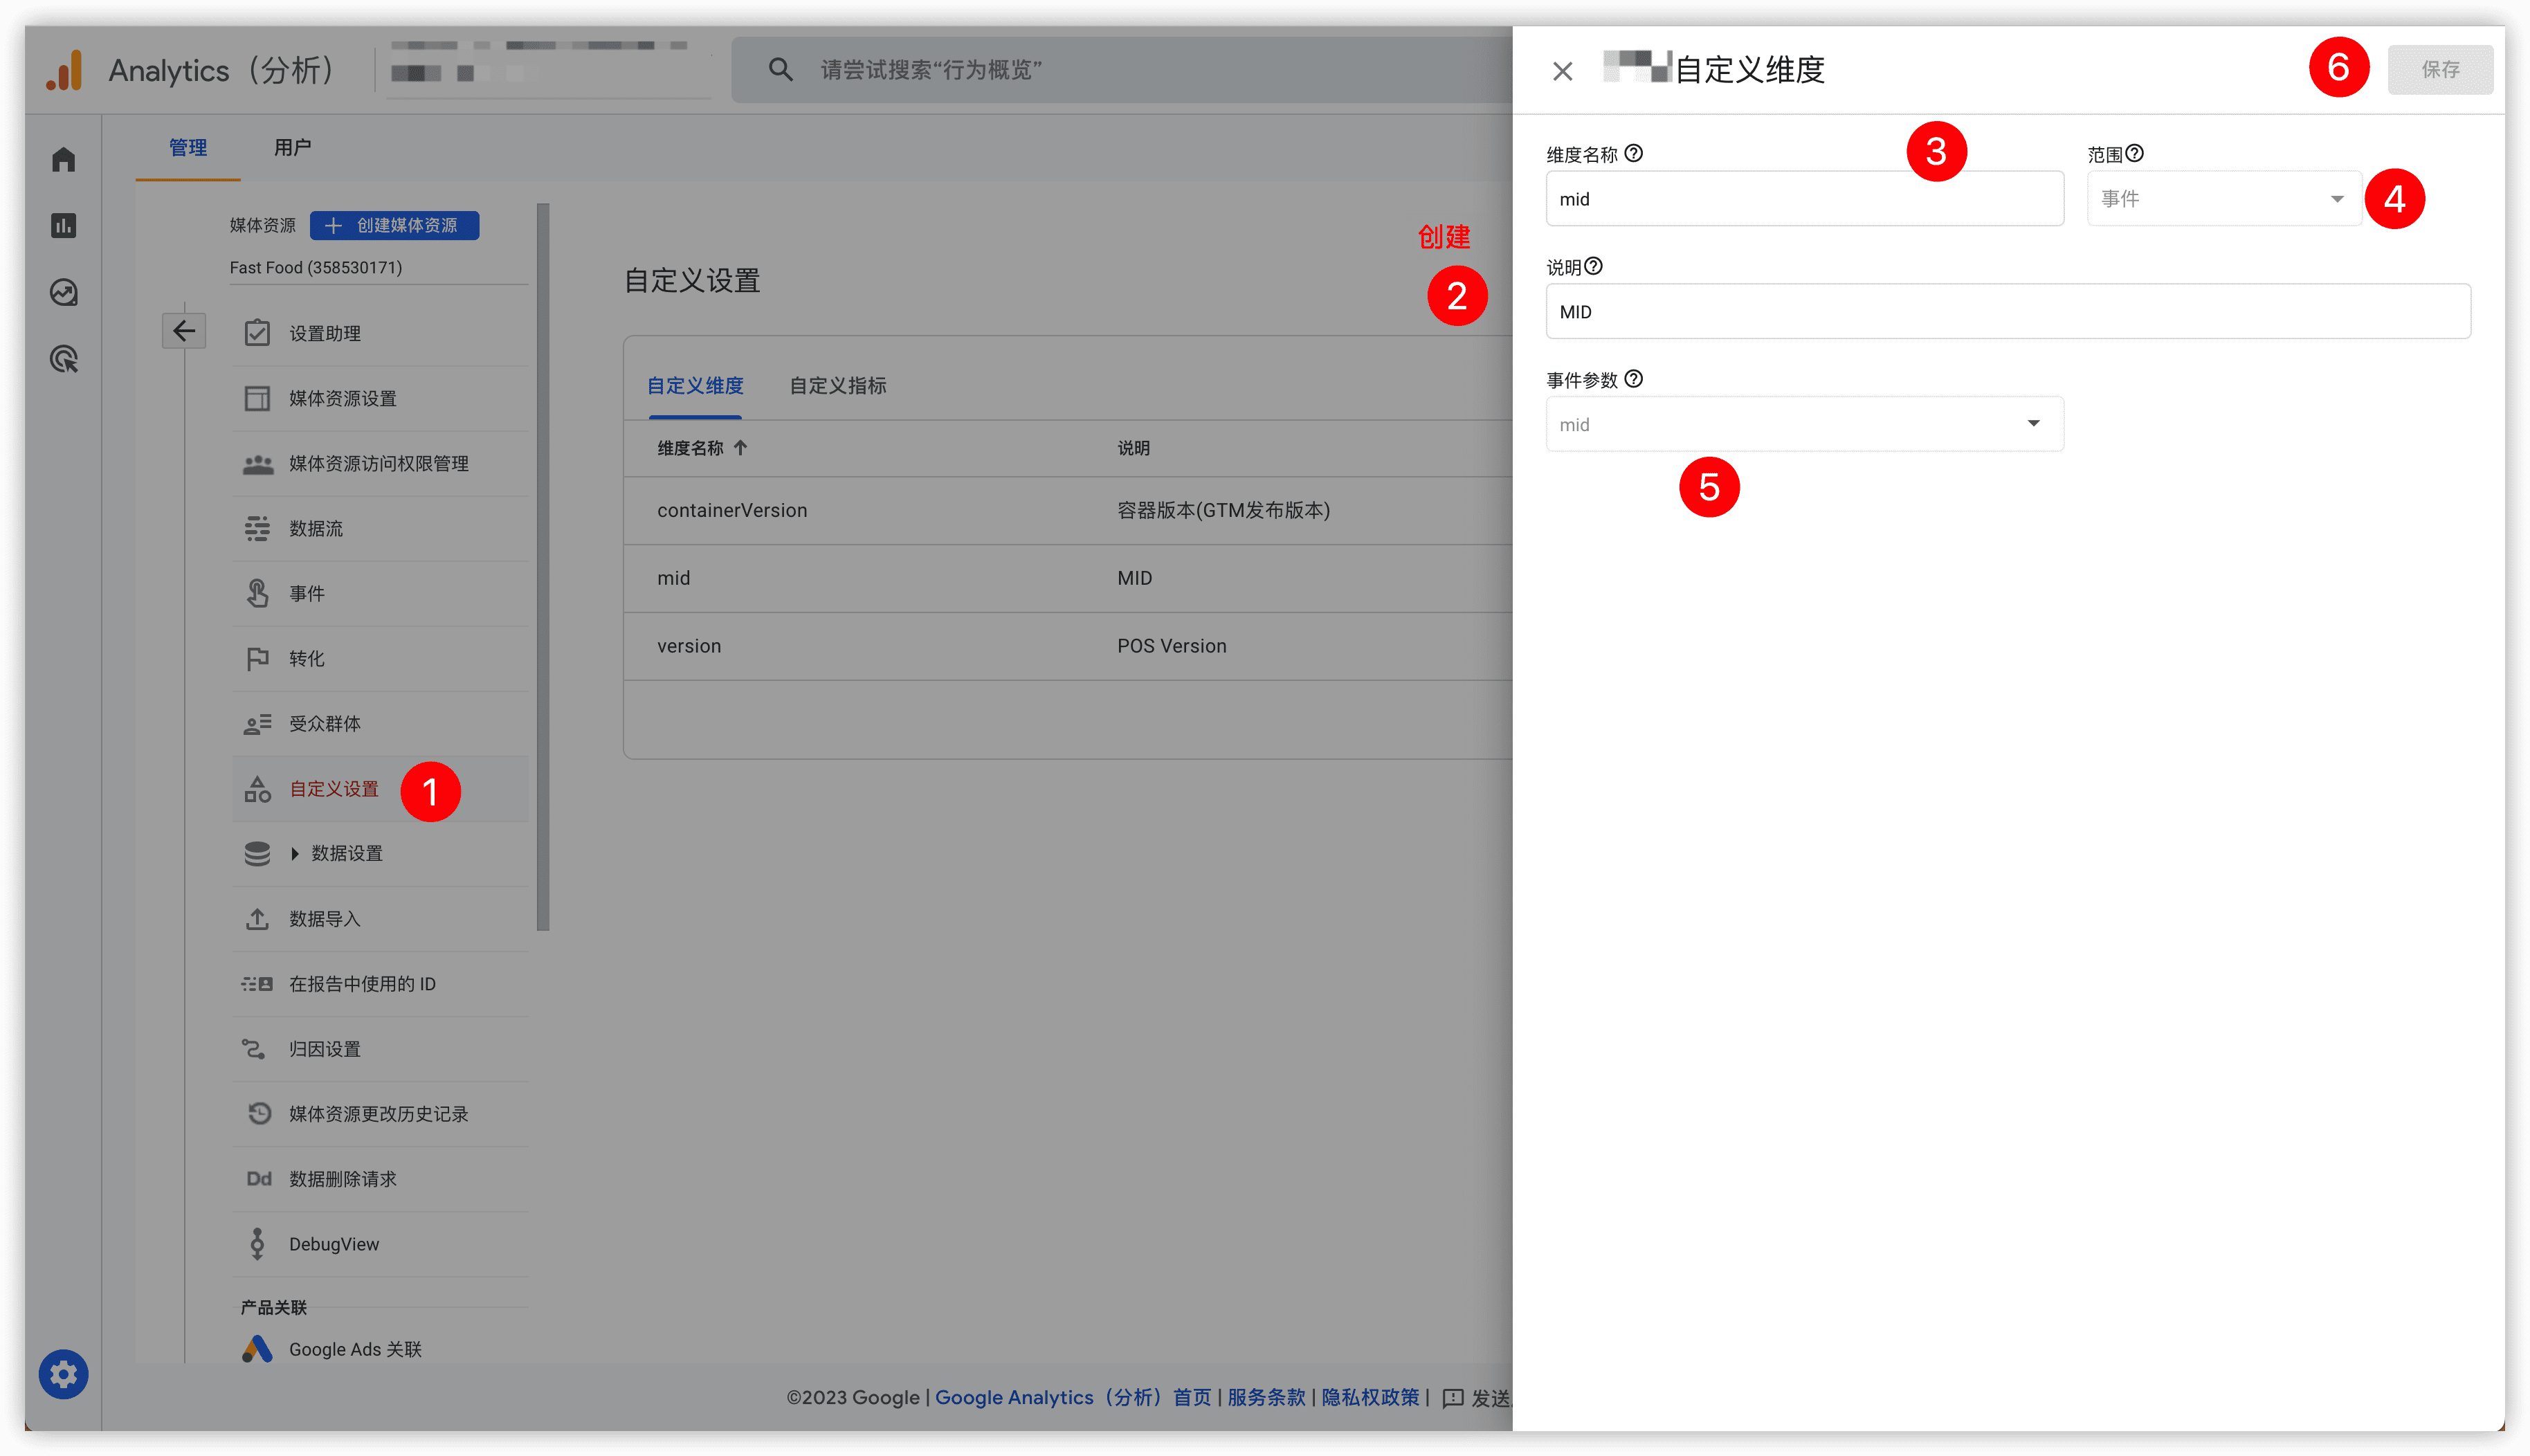 Analytics（分析）
请尝试搜索“行为概览”
管理
用户
媒体资源
创建媒体资源
Fast Food (358530171)
设置助理
媒体资源设置
媒体资源访问权限管理
数据流
事件
转化
受众群体
自定义设置
1
数据设置
数据导入
在报告中使用的 ID
归因设置
媒体资源更改历史记录
Dd 数据删除请求
DebugView
产品关联
Google Ads 关联
创建
2
自定义设置
自定义维度
自定义指标
维度名称
说明
containerVersion
容器版本(GTM发布版本)
mid
MID
version
POS Version
©2023 Google | Google Analytics（分析）首页 | 服务条款 | 隐私权政策 | 发送
自定义维度
6
保存
维度名称
3
范围
mid
事件
4
说明
MID
事件参数
mid
5